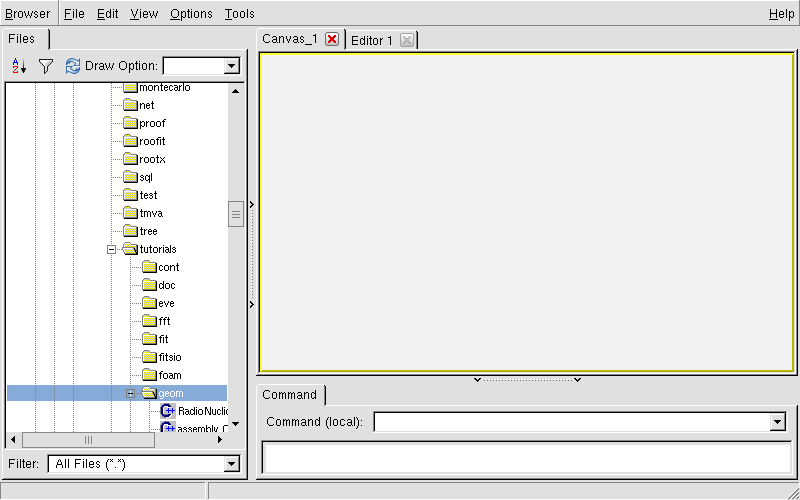 Browser File Edit View Options Tools Help
Files
Canvas_1 Editor 1
Draw Option:
montecarlo
net
proof
roofit
rootx
sql
test
tmva
tree
tutorials
cont
doc
eve
fft
fit
fitsio
foam
geom
RadioNuclid
assembly
Filter: All Files (*.*)
Command
Command (local):